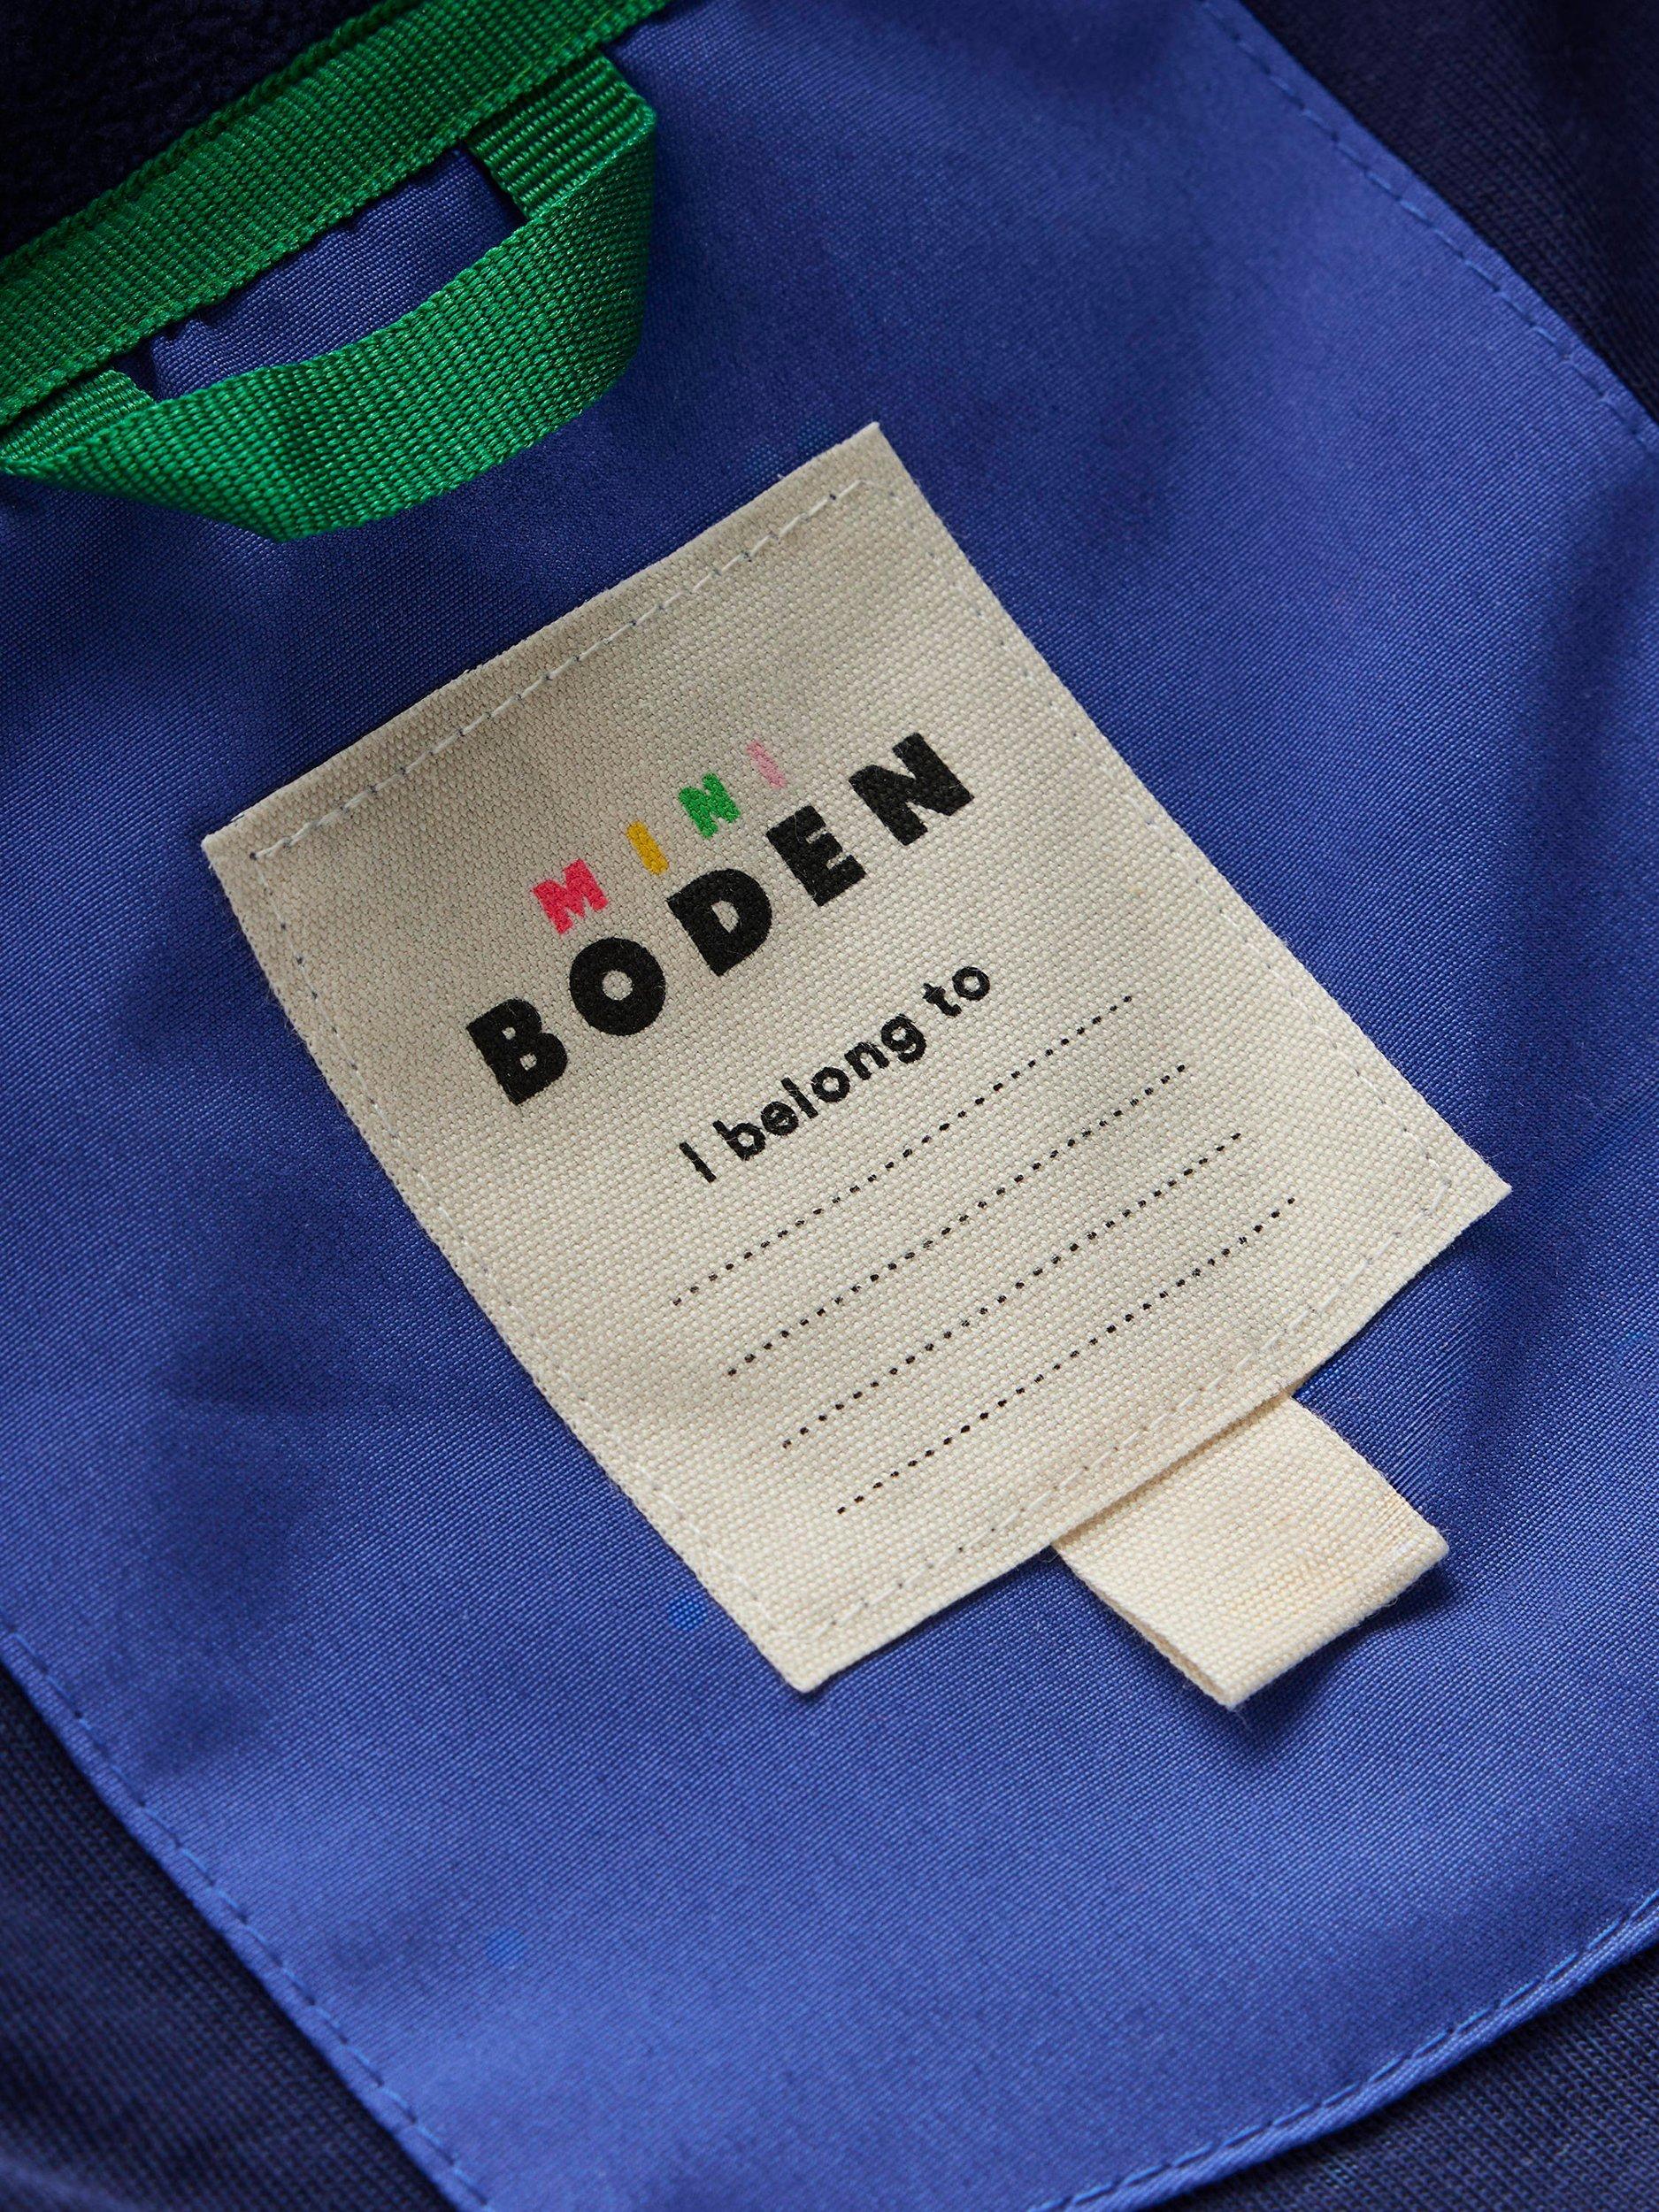 MINI
BODEN
I belong to